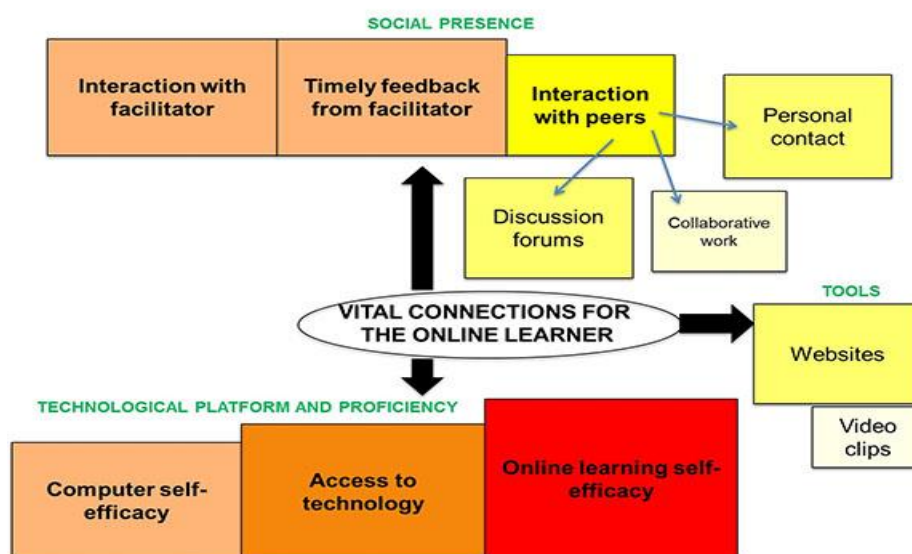 SOCIAL PRESENCE
Interaction with
facilitator
Timely feedback
from facilitator
Interaction
with peers
Personal
contact
Discussion
forums
Collaborative
work
VITAL CONNECTIONS FOR
THE ONLINE LEARNER
TOOLS
Websites
Video
clips
TECHNOLOGICAL PLATFORM AND PROFICIENCY
Computer self-
efficacy
Access to
technology
Online learning self-
efficacy